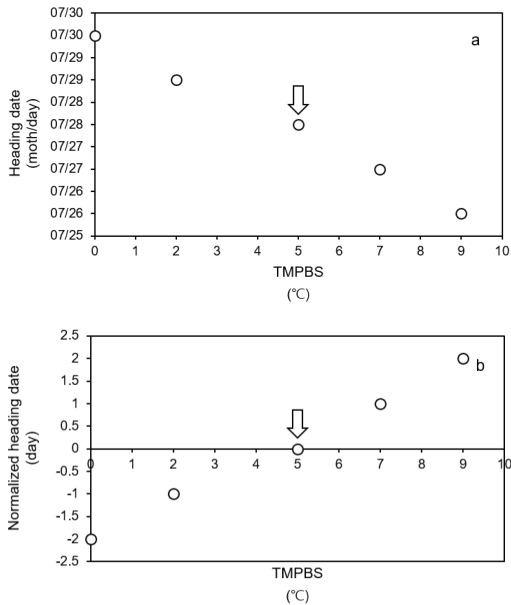 07/30
07/30
07/29
07/29
07/28
07/28
07/27
07/27
07/26
07/26
07/25
Heading date
(moth/day)
a
0 1 2 3 4 5 6 7 8 9 10
TMPBS
(℃)
2.5
2
1.5
1
0.5
0
-0.5
-1
-1.5
-2
-2.5
Normalized heading date
(day)
b
0 1 2 3 4 5 6 7 8 9 10
TMPBS
(℃)